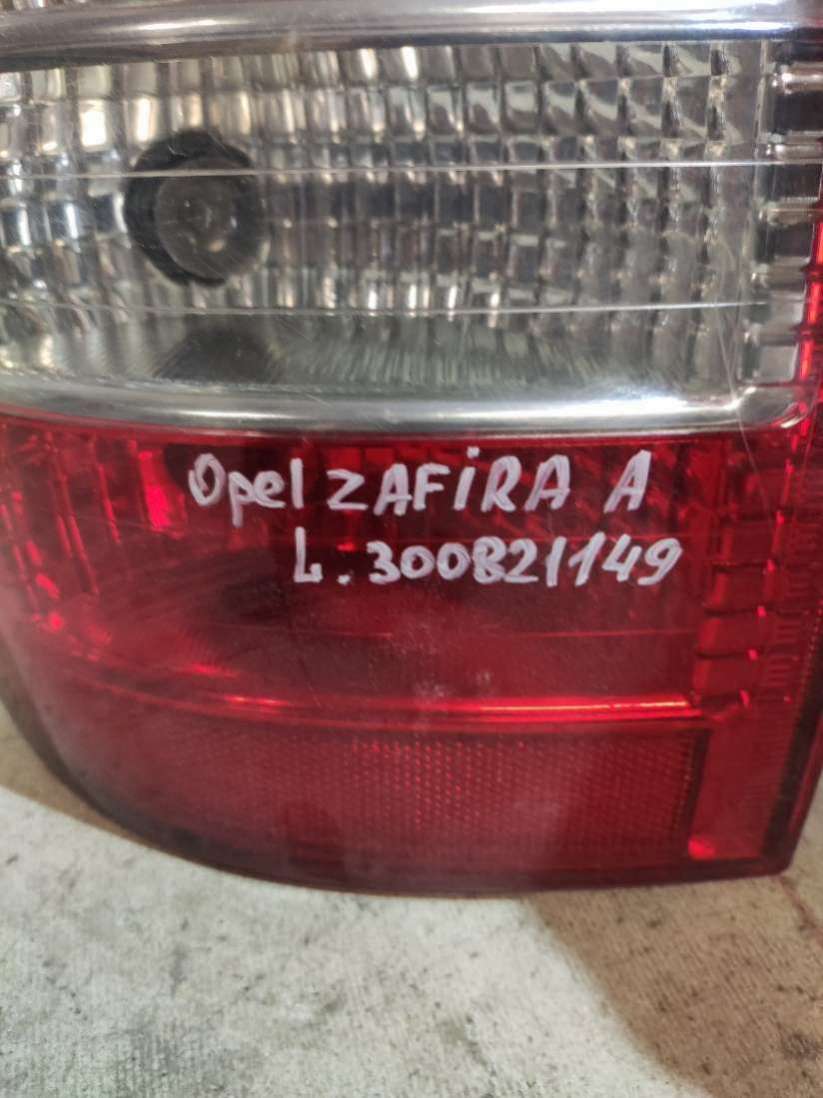 Opel ZAFiRA A
L. 300821149